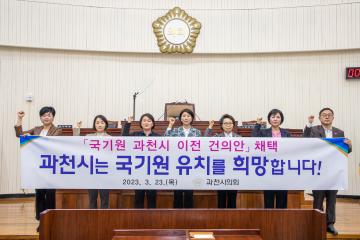 「국기원 과천시 이전 건의안」 채택
과천시는 국기원 유치를 희망합니다!
2023. 3. 23.(목) 과천시의회